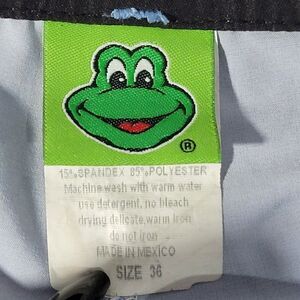 ®
15%SPANDEX 85%POLYESTER
Machine wash with warm water
use detergent, no bleach
drying delicate,warm iron
do not iron
MADE IN MEXICO
SIZE 36